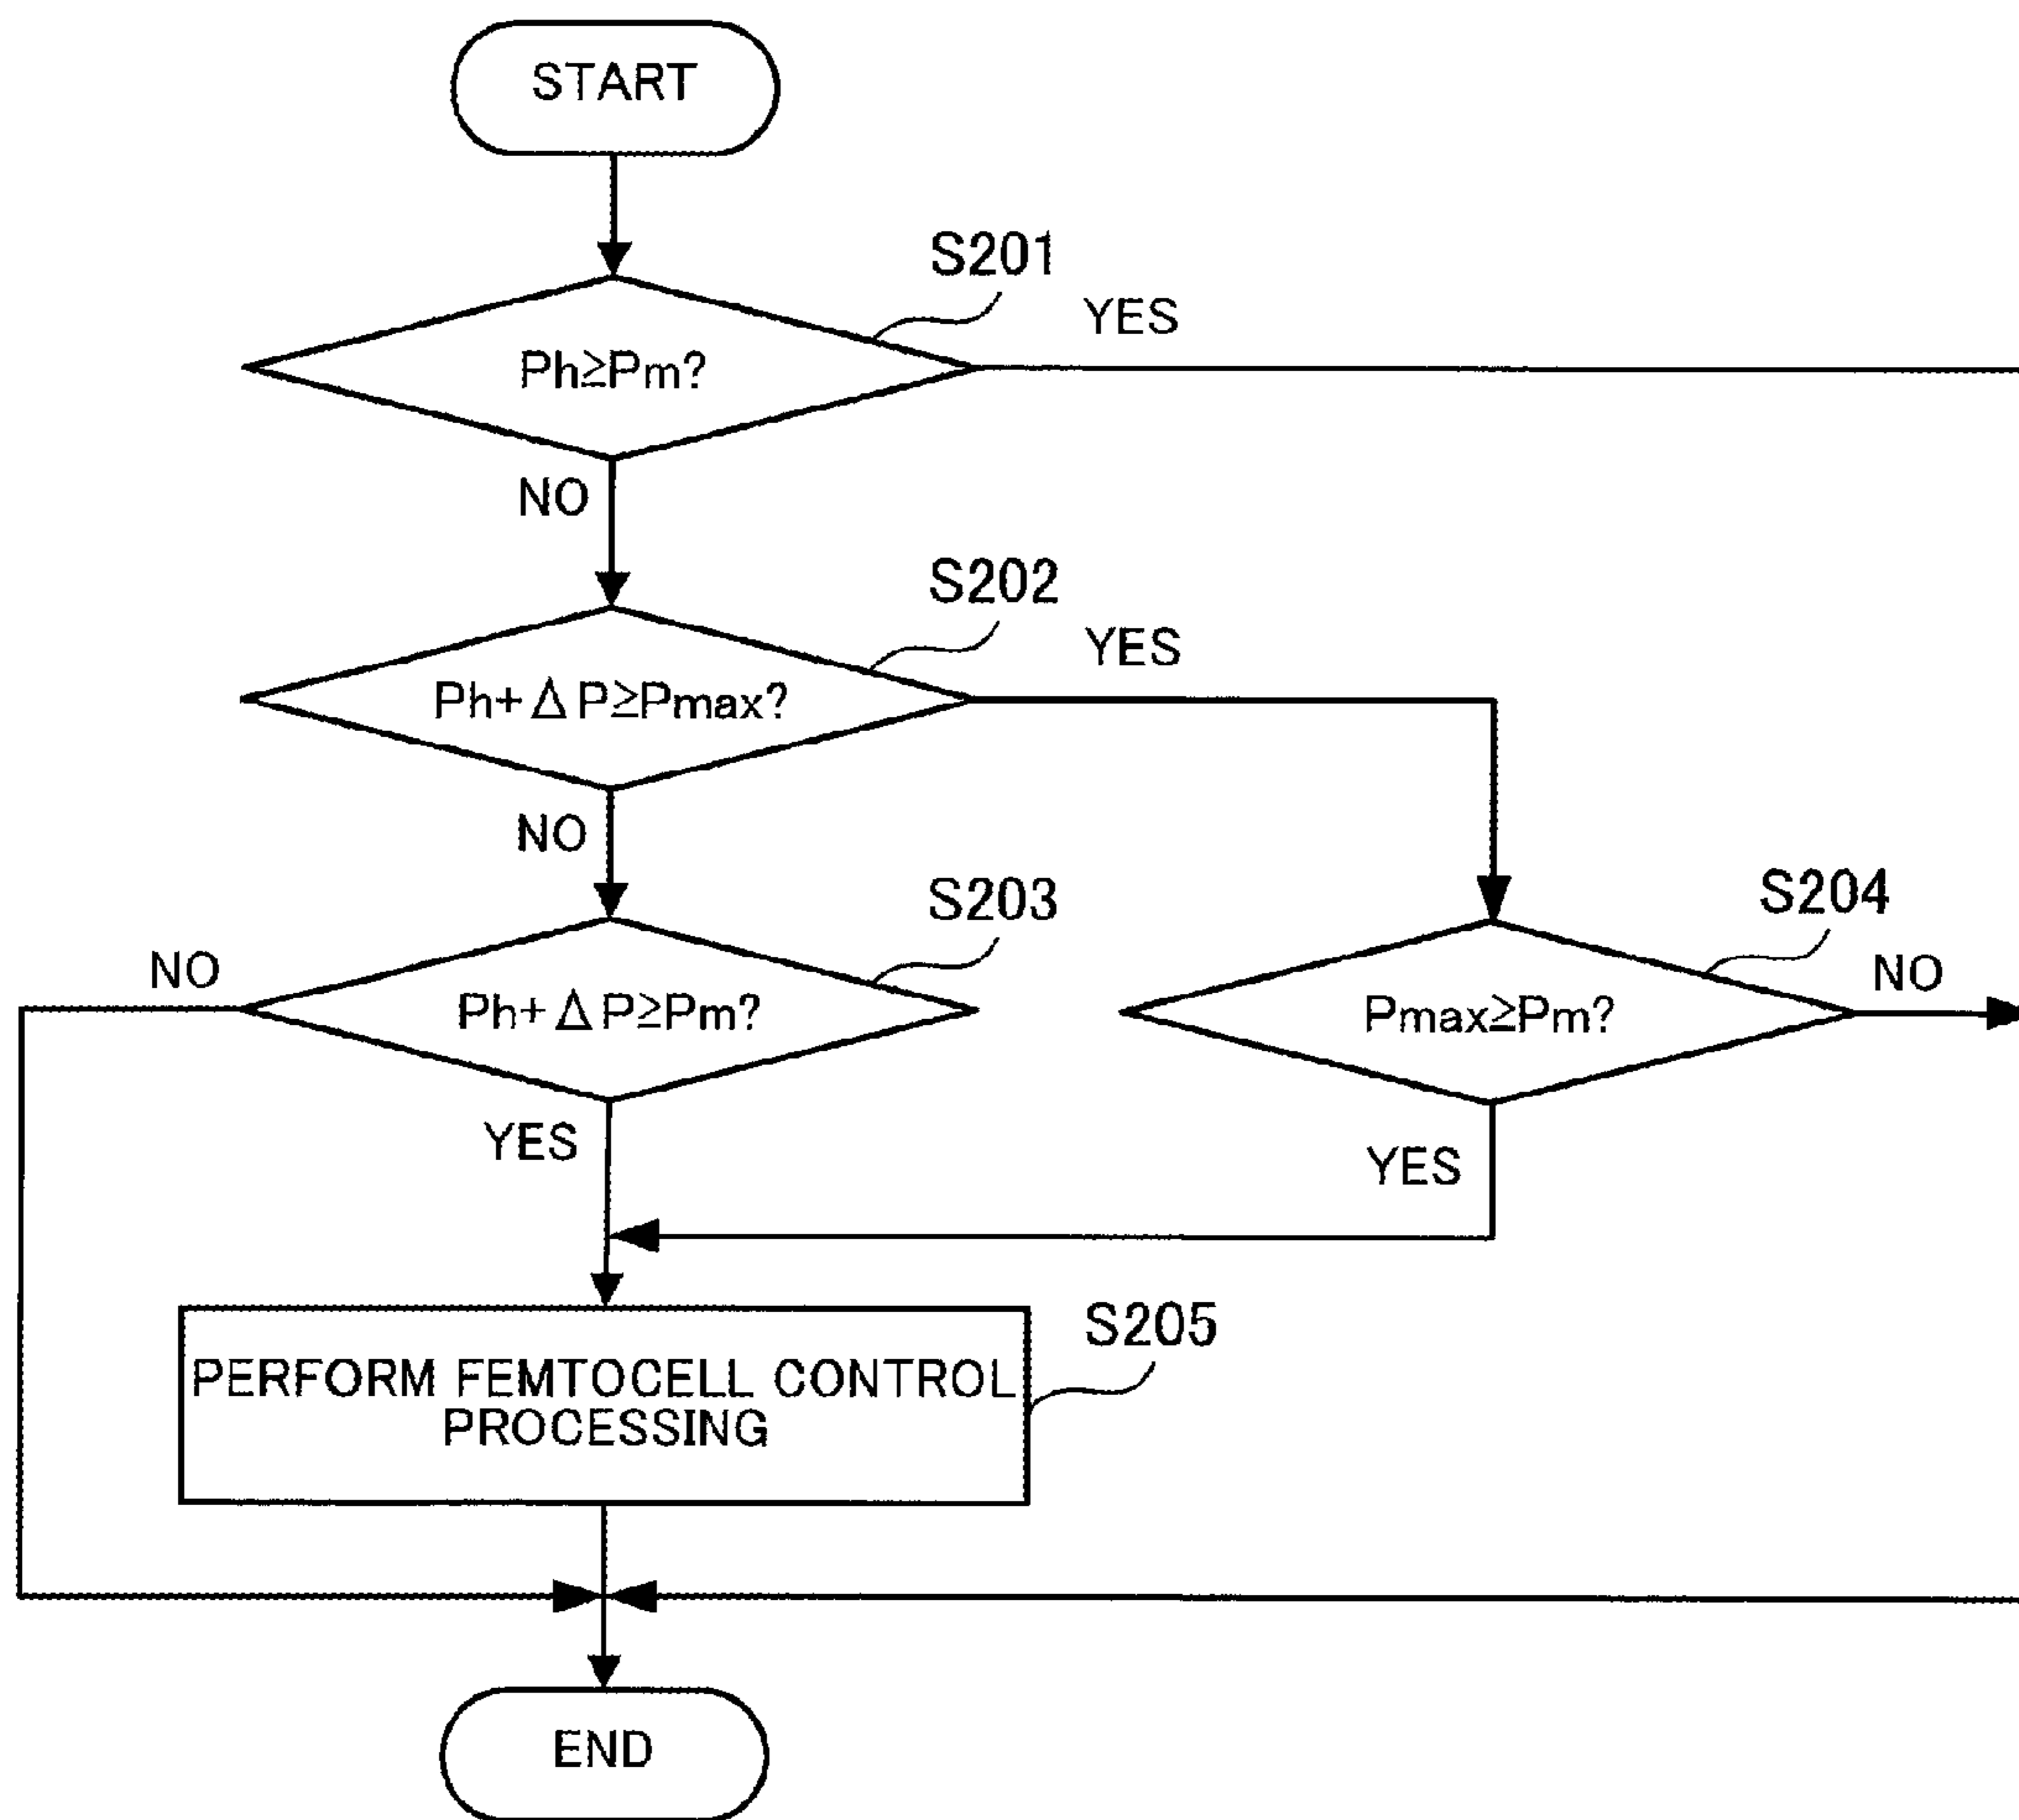 START
S201
YES
Ph≧Pm?
NO
S202
YES
Ph+ΔP≧Pmax?
NO
S203
S204
NO
NO
Ph+ΔP≧Pm?
Pmax≧Pm?
YES
YES
S205
PERFORM FEMTOCELL CONTROL
PROCESSING
END